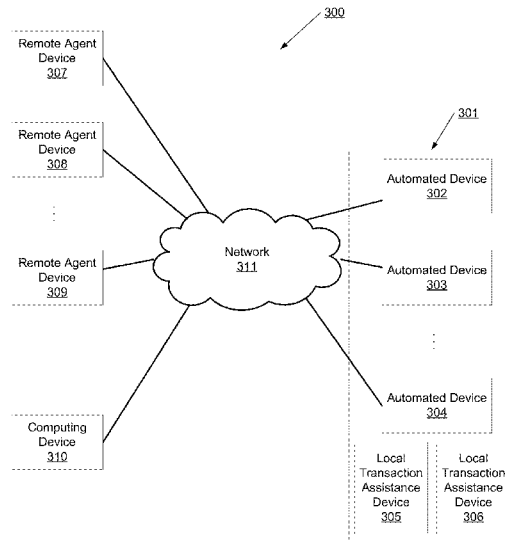 300
Remote Agent
Device
307
301
Remote Agent
Device
308
Automated Device
302
Network
311
Remote Agent
Device
309
Automated Device
303
Automated Device
304
Computing
Device
310
Local
Transaction
Assistance
Device
305
Local
Transaction
Assistance
Device
306